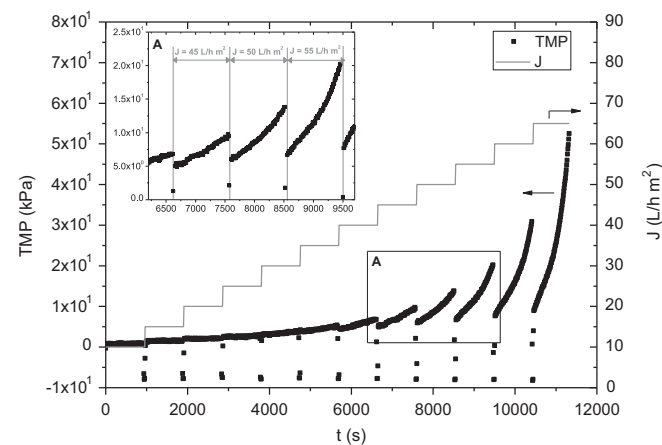 8x10¹
7x10¹
6x10¹
5x10¹
4x10¹
3x10¹
2x10¹
1x10¹
0
-1x10¹
TMP (kPa)
A
J = 45 L/h m²
J = 50 L/h m²
J = 55 L/h m²
2.5x10¹
2.0x10¹
1.5x10¹
1.0x10¹
5.0x10⁰
0.0
6500 7000 7500 8000 8500 9000 9500
TMP
J
A
90
80
70
60
50
40
30
20
10
0
J (L/h m²)
0 2000 4000 6000 8000 10000 12000
t (s)